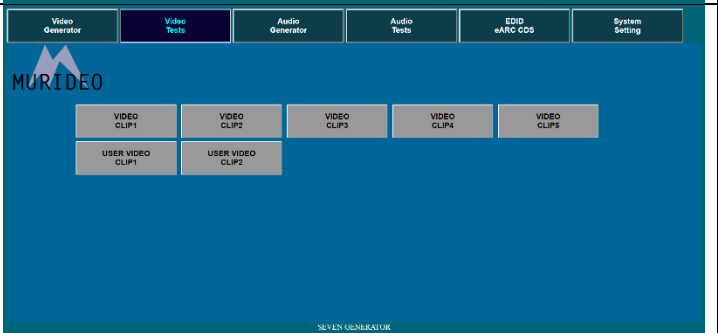 Video
Generator
Video
Tests
Audio
Generator
Audio
Tests
EDID
eARC CDS
System
Setting
MURIDEO
VIDEO
CLIP1
VIDEO
CLIP2
VIDEO
CLIP3
VIDEO
CLIP4
VIDEO
CLIP5
USER VIDEO
CLIP1
USER VIDEO
CLIP2
SEVEN GENERATOR